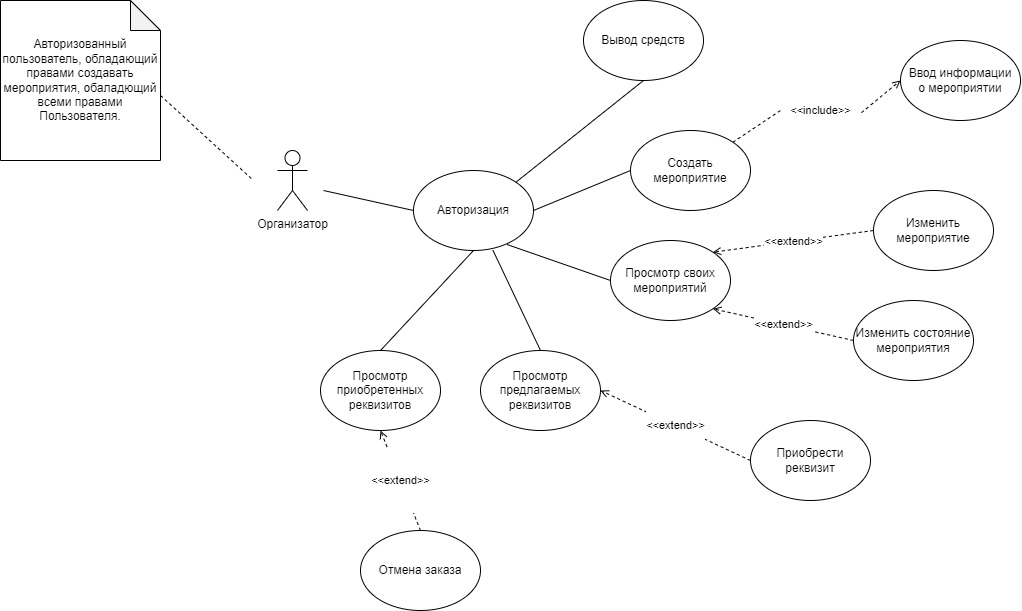 Авторизованный
пользователь, обладающий
правами создавать
мероприятия, обаладающий
всеми правами
Пользователя.
Организатор
Авторизация
Вывод средств
Создать
мероприятие
<<include>>
Ввод информации
о мероприятии
Просмотр своих
мероприятий
<<extend>>
Изменить
мероприятие
<<extend>>
Изменить состояние
мероприятия
Просмотр
приобретенных
реквизитов
Просмотр
предлагаемых
реквизитов
<<extend>>
Приобрести
реквизит
<<extend>>
Отмена заказа